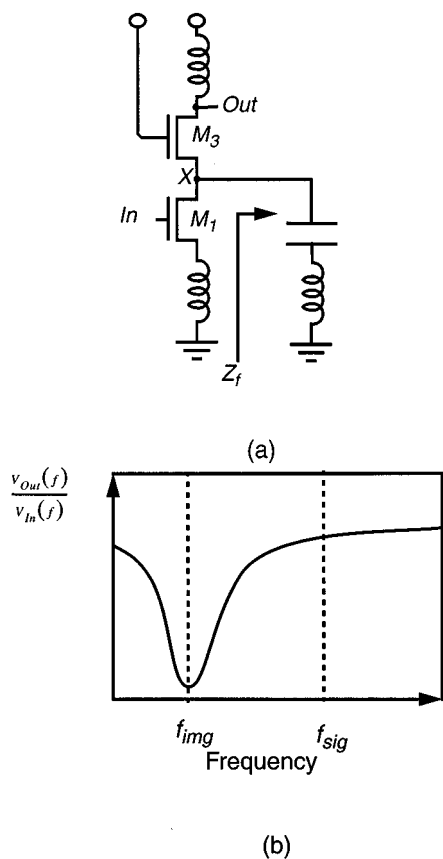 Out
M3
X
In
M1
Zf
(a)
vOut(f)
vIn(f)
fimg
fsig
Frequency
(b)